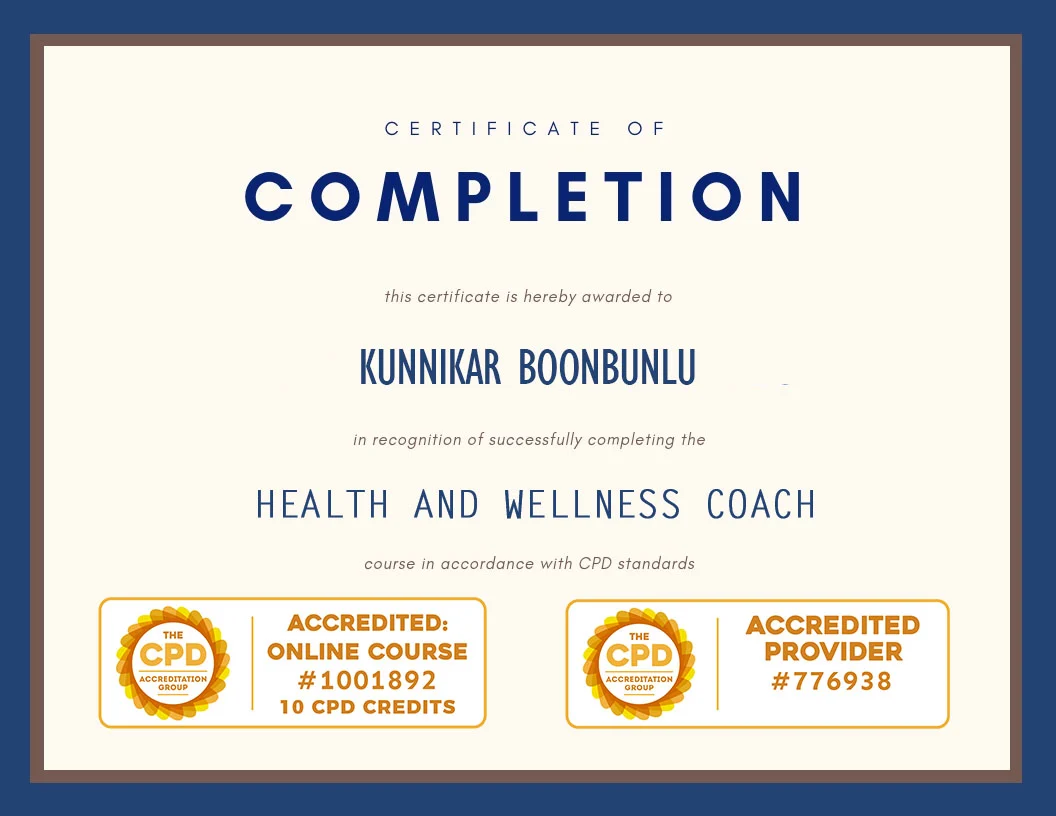 CERTIFICATE OF
COMPLETION
this certificate is hereby awarded to
KUNNIKAR BOONBUNLU
in recognition of successfully completing the
HEALTH AND WELLNESS COACH
course in accordance with CPD standards
THE
CPD
ACCREDITATION
GROUP
ACCREDITED:
ONLINE COURSE
#1001892
10 CPD CREDITS
THE
CPD
ACCREDITATION
GROUP
ACCREDITED
PROVIDER
#776938